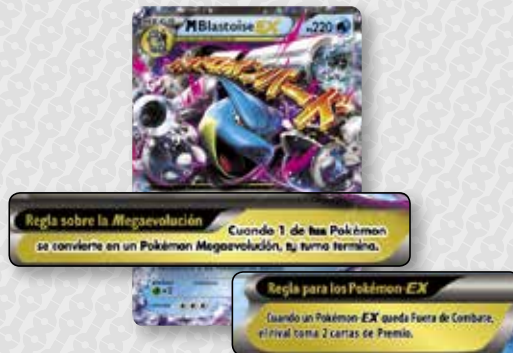 MBlastoise EX 220
Regla sobre la Megaevolución
Cuando 1 de tus Pokémon
se convierte en un Pokémon Megaevolución, tu turno termina.
Regla para los Pokémon-EX
Cuando un Pokémon-EX queda Fuera de Combate,
el rival toma 2 cartas de Premio.